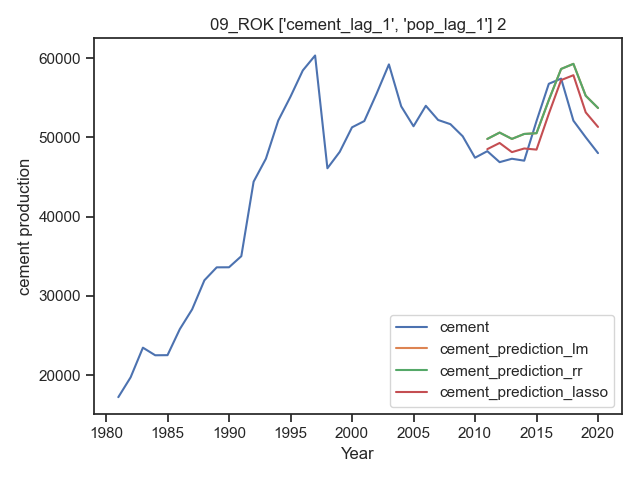 09_ROK ['cement_lag_1', 'pop_lag_1'] 2
60000
50000
40000
30000
20000
cement production
1980 1985 1990 1995 2000 2005 2010 2015 2020
Year
cement
cement_prediction_lm
cement_prediction_rr
cement_prediction_lasso